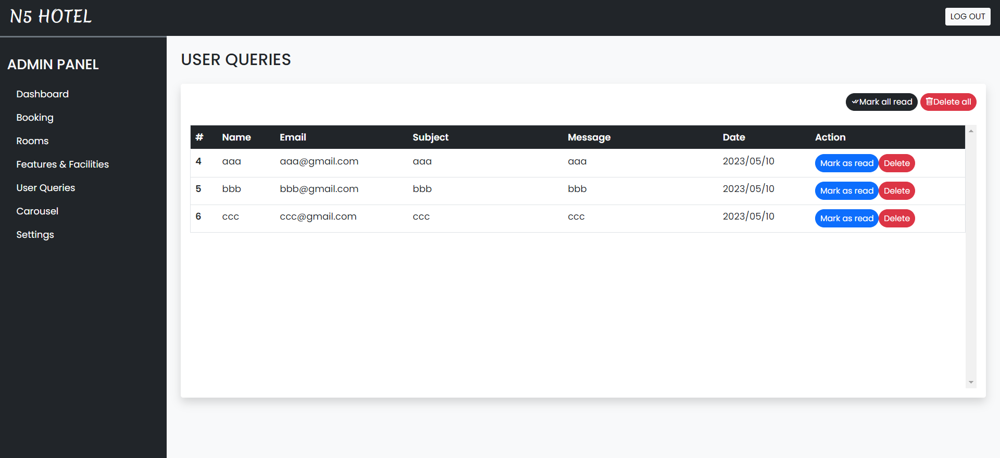 N5 HOTEL
LOG OUT
ADMIN PANEL
Dashboard
Booking
Rooms
Features & Facilities
User Queries
Carousel
Settings
USER QUERIES
Mark all read Delete all
# Name Email Subject Message Date Action
4 aaa aaa@gmail.com aaa aaa 2023/05/10 Mark as read Delete
5 bbb bbb@gmail.com bbb bbb 2023/05/10 Mark as read Delete
6 ccc ccc@gmail.com ccc ccc 2023/05/10 Mark as read Delete